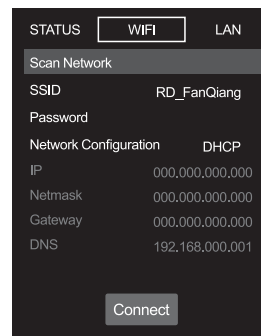 STATUS WIFI LAN
Scan Network
SSID RD_FanQiang
Password
Network Configuration DHCP
IP 000.000.000.000
Netmask 000.000.000.000
Gateway 000.000.000.000
DNS 192.168.000.001
Connect